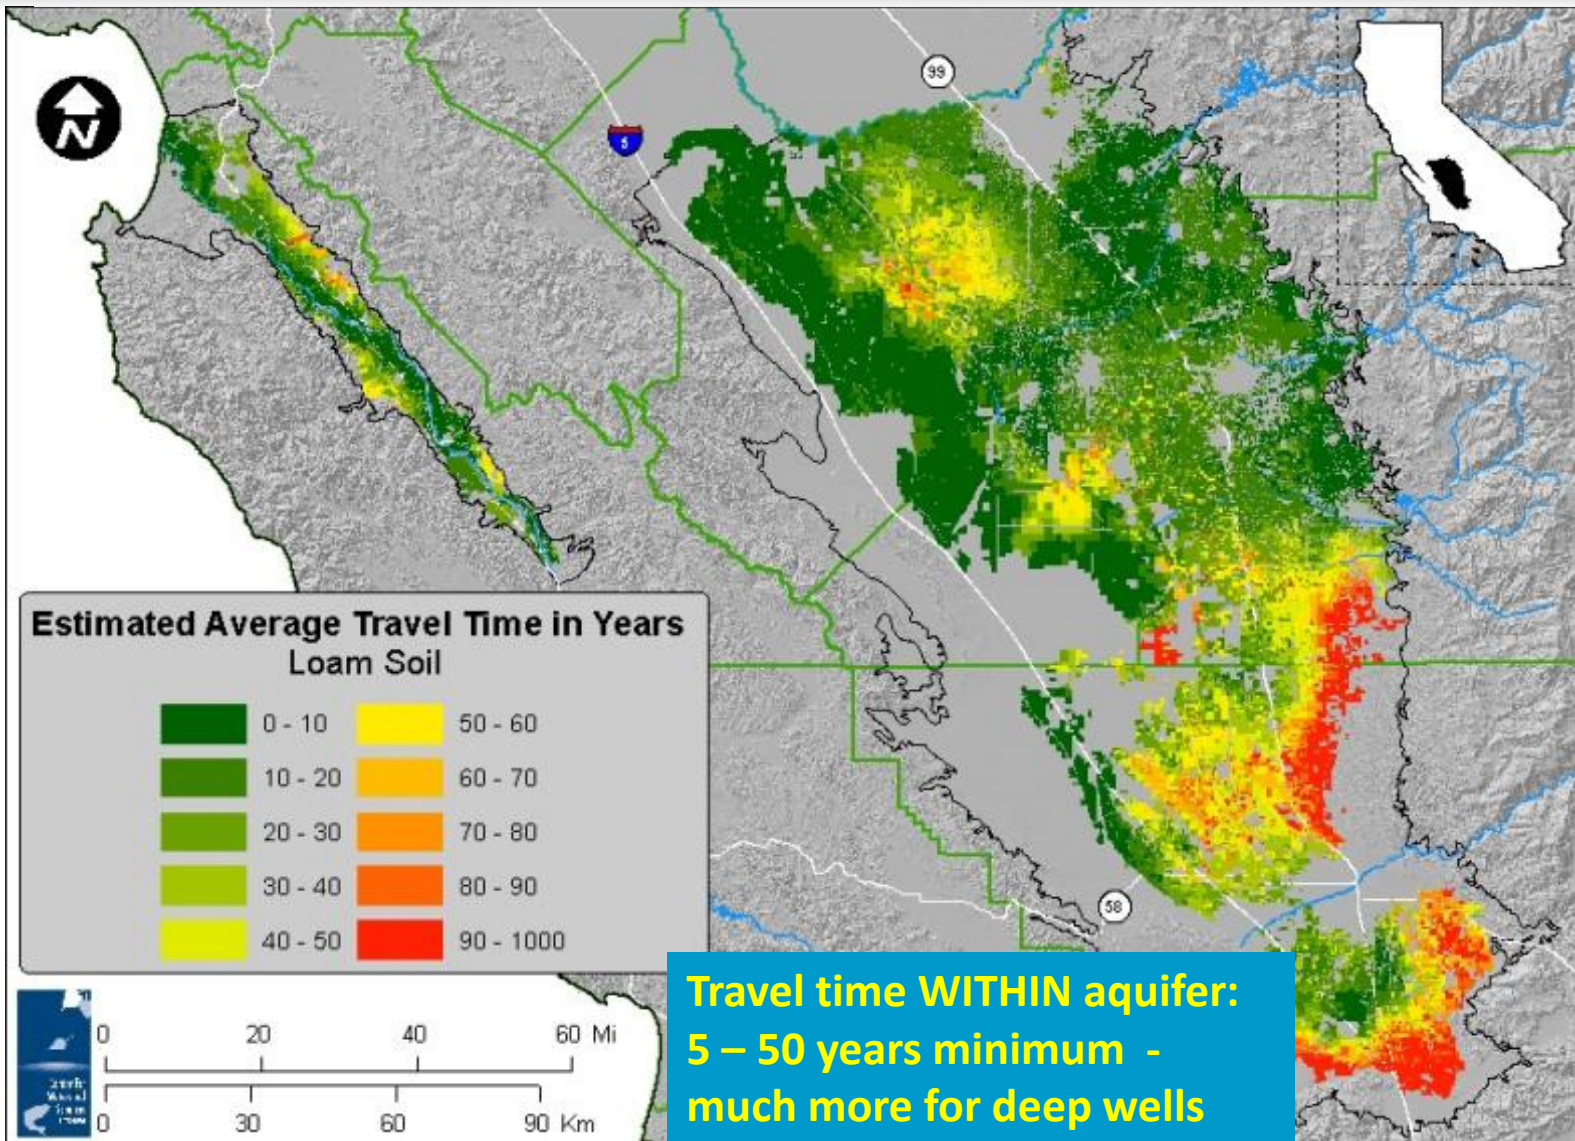 N
5
99
58
Estimated Average Travel Time in Years
Loam Soil
0 - 10
50 - 60
10 - 20
60 - 70
20 - 30
70 - 80
30 - 40
80 - 90
40 - 50
90 - 1000
0 20 40 60 Mi
0 30 60 90 Km
Travel time WITHIN aquifer:
5 – 50 years minimum -
much more for deep wells